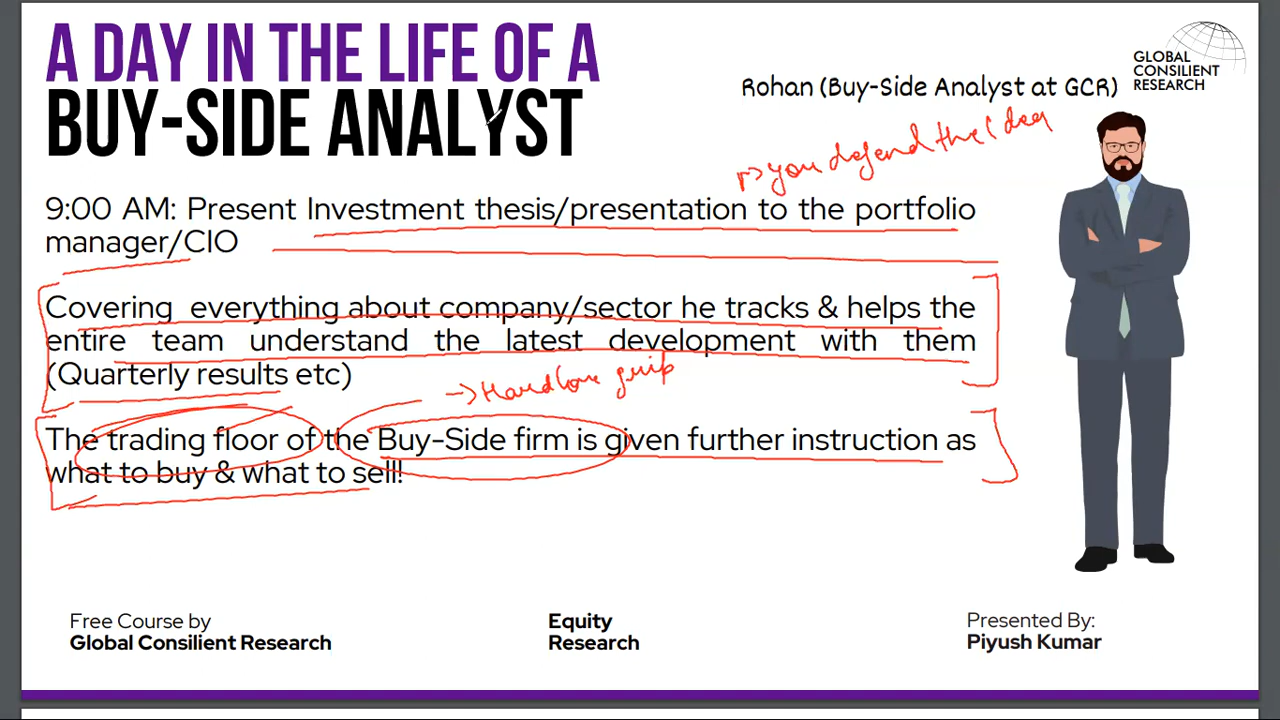 A DAY IN THE LIFE OF A
BUY-SIDE ANALYST
GLOBAL
CONSILIENT
RESEARCH
Rohan (Buy-Side Analyst at GCR)
you defend the idea
9:00 AM: Present Investment thesis/presentation to the portfolio
manager/CIO
Covering everything about company/sector he tracks & helps the
entire team understand the latest development with them
(Quarterly results etc)
The trading floor of the Buy-Side firm is given further instruction as
what to buy & what to sell!
Free Course by
Global Consilient Research
Equity
Research
Presented By:
Piyush Kumar